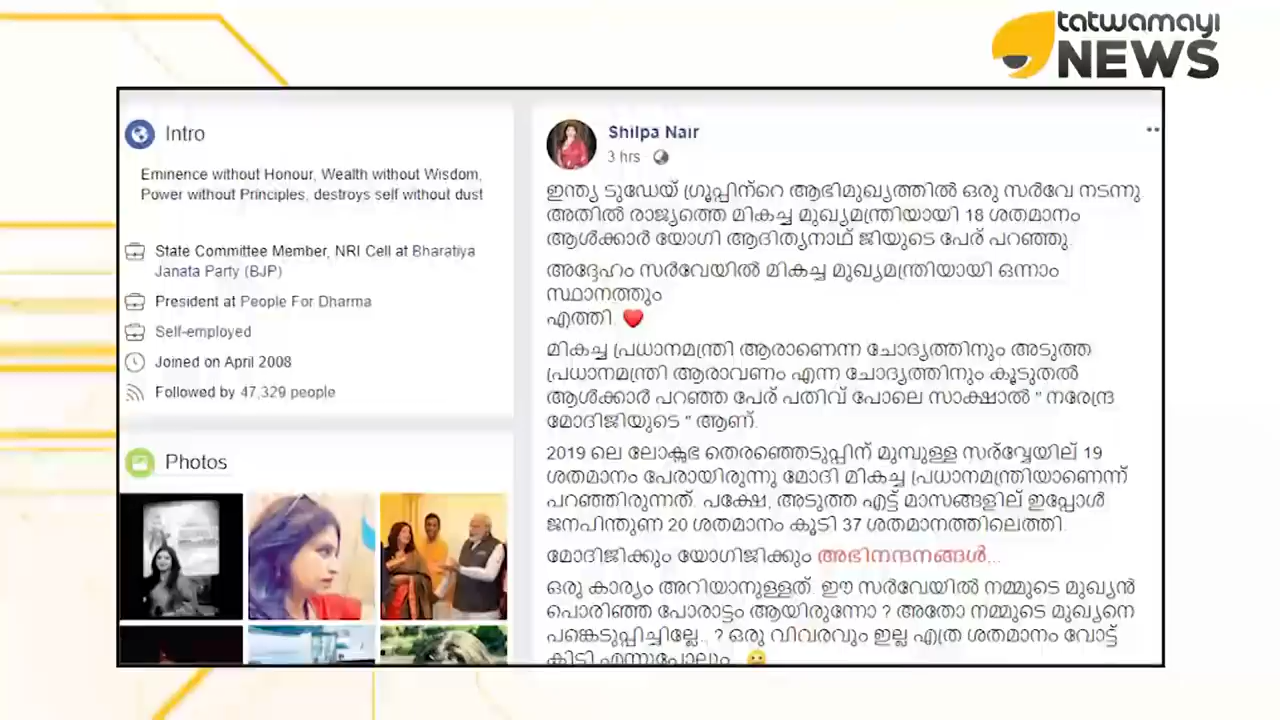 tatwamayi
NEWS
Intro
Eminence without Honour, Wealth without Wisdom,
Power without Principles, destroys self without dust
State Committee Member, NRI Cell at Bharatiya
Janata Party (BJP)
President at People For Dharma
Self-employed
Joined on April 2008
Followed by 47,329 people
Photos
Shilpa Nair
3 hrs
ഇന്ത്യ ടുഡേയ് ഗ്രൂപ്പിന്റെ ആഭിമുഖ്യത്തിൽ ഒരു സർവേ നടന്നു
അതിൽ രാജ്യത്തെ മികച്ച മുഖ്യമന്ത്രിയായി 18 ശതമാനം
ആൾക്കാർ യോഗി ആദിത്യനാഥ് ജിയുടെ പേര് പറഞ്ഞു.
അദ്ദേഹം സർവേയിൽ മികച്ച മുഖ്യമന്ത്രിയായി ഒന്നാം
സ്ഥാനത്തും
എത്തി. ❤️
മികച്ച പ്രധാനമന്ത്രി ആരാണെന്ന ചോദ്യത്തിനും അടുത്ത
പ്രധാനമന്ത്രി ആരാവണം എന്ന ചോദ്യത്തിനും കൂടുതൽ
ആൾക്കാർ പറഞ്ഞ പേര് പതിവ് പോലെ സാക്ഷാൽ " നരേന്ദ്ര
മോദിജിയുടെ " ആണ്.
2019 ലെ ലോക്സഭ തെരഞ്ഞെടുപ്പിന് മുമ്പുള്ള സര്വ്വേയില് 19
ശതമാനം പേരായിരുന്നു മോദി മികച്ച പ്രധാനമന്ത്രിയാണെന്ന്
പറഞ്ഞിരുന്നത്. പക്ഷേ, അടുത്ത എട്ട് മാസങ്ങളില് ഇപ്പോൾ
ജനപിന്തുണ 20 ശതമാനം കൂടി 37 ശതമാനത്തിലെത്തി.
മോദിജിക്കും യോഗിജിക്കും അഭിനന്ദനങ്ങൾ...
ഒരു കാര്യം അറിയാനുള്ളത്. ഈ സർവേയിൽ നമ്മുടെ മുഖ്യൻ
പൊരിഞ്ഞ പോരാട്ടം ആയിരുന്നോ ? അതോ നമ്മുടെ മുഖ്യനെ
പങ്കെടുപ്പിച്ചില്ലേ.. ? ഒരു വിവരവും ഇല്ല എത്ര ശതമാനം വോട്ട്
കിട്ടി എന്നുപോലും..